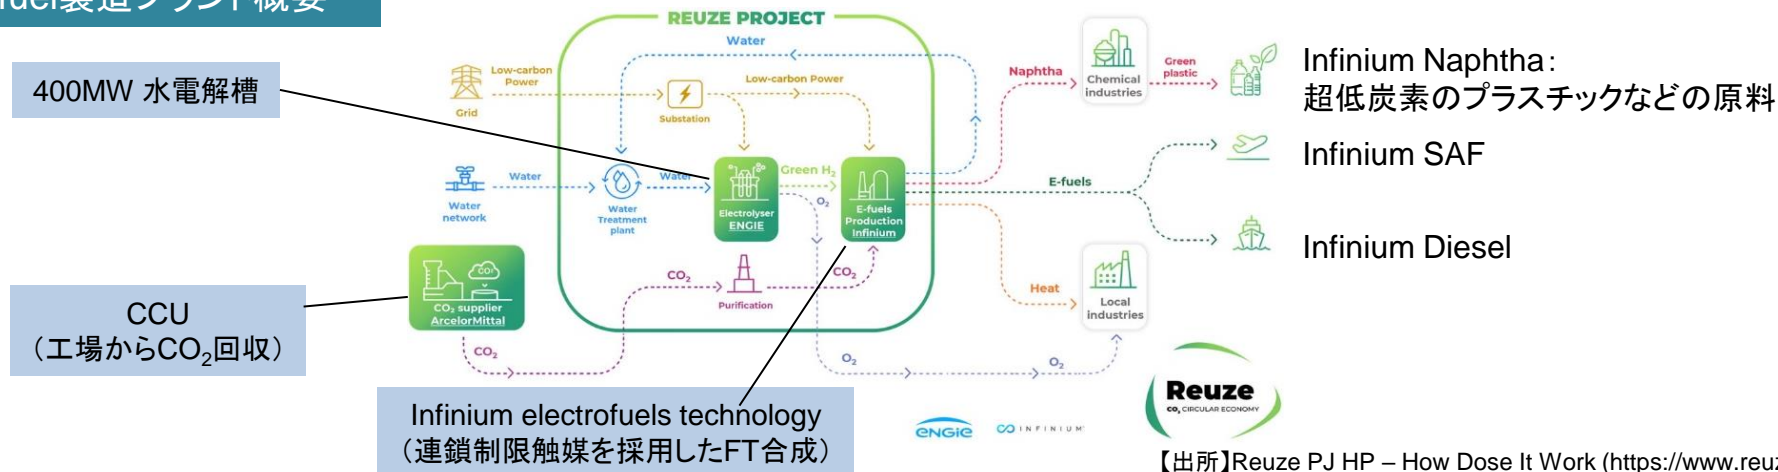 fuel製造プラント概要
REUZE PROJECT
400MW 水電解槽
Low-carbon
Power
Grid
Water
Low-carbon Power
Substation
Naphtha
Chemical
industries
Green
plastic
Infinium Naphtha:
超低炭素のプラスチックなどの原料
Infinium SAF
Water
network
Water
Water
Treatment
plant
Water
Electrolyser
ENGIE
Green H₂
O₂
E-fuels
Production
Infinium
E-fuels
Infinium Diesel
CCU
(工場からCO₂回収)
CO₂ supplier
ArcelorMittal
CO₂
CO₂
Purification
CO₂
Heat
Local
industries
CO₂
O₂
O₂
Infinium electrofuels technology
(連鎖制限触媒を採用したFT合成)
ENGIE
INFINIUM
Reuze
CO₂ CIRCULAR ECONOMY
【出所】Reuze PJ HP – How Dose It Work (https://www.reuz